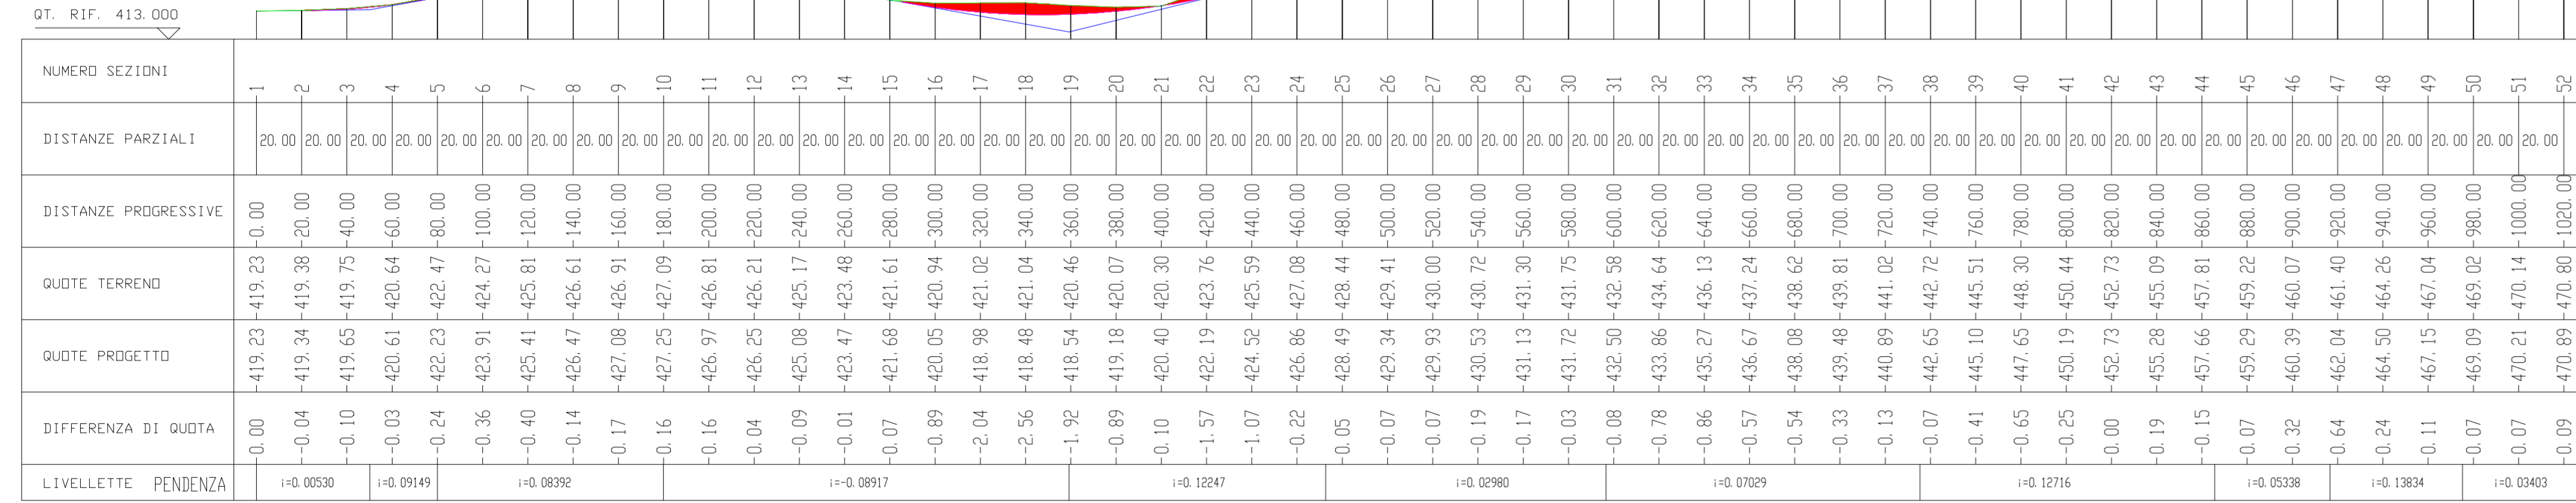 QT. RIF. 413.000
NUMERO SEZIONI 1 2 3 4 5 6 7 8 9 10 11 12 13 14 15 16 17 18 19 20 21 22 23 24 25 26 27 28 29 30 31 32 33 34 35 36 37 38 39 40 41 42 43 44 45 46 47 48 49 50 51 52
DISTANZE PARZIALI 20.00 20.00 20.00 20.00 20.00 20.00 20.00 20.00 20.00 20.00 20.00 20.00 20.00 20.00 20.00 20.00 20.00 20.00 20.00 20.00 20.00 20.00 20.00 20.00 20.00 20.00 20.00 20.00 20.00 20.00 20.00 20.00 20.00 20.00 20.00 20.00 20.00 20.00 20.00 20.00 20.00 20.00 20.00 20.00 20.00 20.00 20.00 20.00 20.00 20.00 20.00
DISTANZE PROGRESSIVE 0.00 20.00 40.00 60.00 80.00 100.00 120.00 140.00 160.00 180.00 200.00 220.00 240.00 260.00 280.00 300.00 320.00 340.00 360.00 380.00 400.00 420.00 440.00 460.00 480.00 500.00 520.00 540.00 560.00 580.00 600.00 620.00 640.00 660.00 680.00 700.00 720.00 740.00 760.00 780.00 800.00 820.00 840.00 860.00 880.00 900.00 920.00 940.00 960.00 980.00 1000.00 1020.00
QUOTE TERRENO 419.23 419.38 419.75 420.64 422.47 424.27 425.81 426.61 426.91 427.09 426.81 426.21 425.17 423.48 421.61 420.94 421.02 421.04 420.46 420.07 420.30 423.76 425.59 427.08 428.44 429.41 430.00 430.72 431.30 431.75 432.58 434.64 436.13 437.24 438.62 439.81 441.02 442.72 445.51 448.30 450.44 452.73 455.09 457.81 459.22 460.07 461.40 464.26 467.04 469.02 470.14 470.80
QUOTE PROGETTO 419.23 419.34 419.65 420.61 422.23 423.91 425.41 426.47 427.08 427.25 426.97 426.25 425.08 423.47 421.68 420.05 418.98 418.48 418.54 419.18 420.40 422.19 424.52 426.86 428.49 429.34 429.93 430.53 431.13 431.72 432.50 433.86 435.27 436.67 438.08 439.48 440.89 442.65 445.10 447.65 450.19 452.73 455.28 457.66 459.29 460.39 462.04 464.50 467.15 469.09 470.21 470.89
DIFFERENZA DI QUOTA 0.00 -0.04 -0.10 -0.03 -0.24 -0.36 -0.40 -0.14 0.17 0.16 0.16 0.04 -0.09 -0.01 0.07 -0.89 -2.04 -2.56 -1.92 -0.89 0.10 -1.57 -1.07 -0.22 0.05 -0.07 -0.07 -0.19 -0.17 -0.03 -0.08 -0.78 -0.86 -0.57 -0.54 -0.33 -0.13 -0.07 -0.41 -0.65 -0.25 0.00 0.19 -0.15 0.07 0.32 0.64 0.24 0.11 0.07 0.07 0.09
LIVELLETTE PENDENZA i=0.00530 i=0.09149 i=0.08392 i=-0.08917 i=0.12247 i=0.02980 i=0.07029 i=0.12716 i=0.05338 i=0.13834 i=0.03403